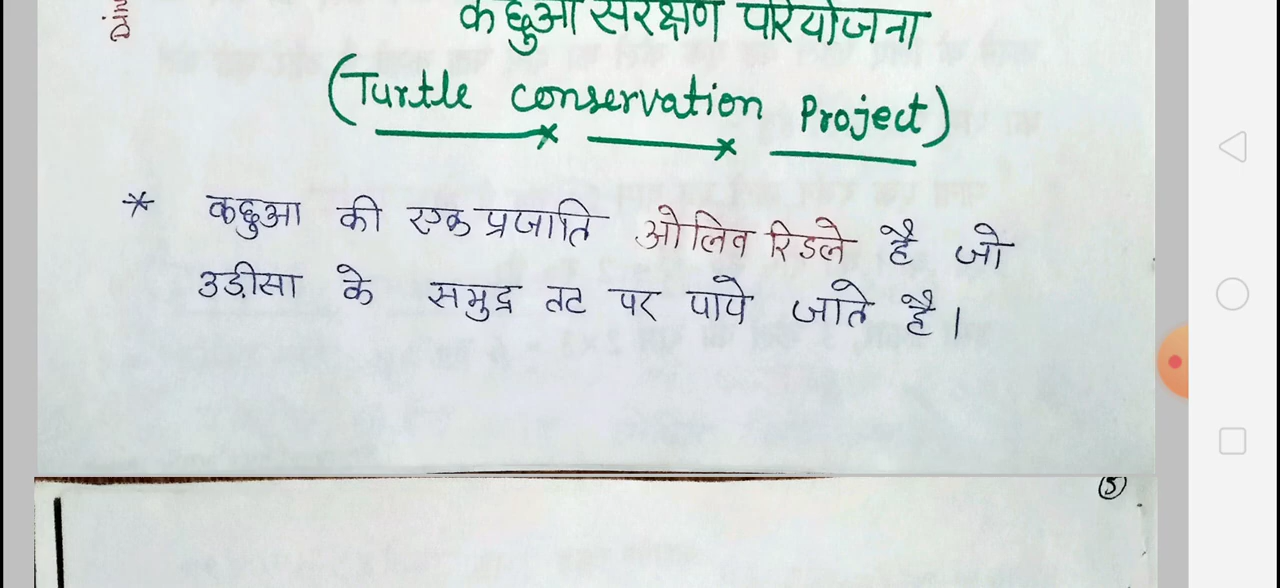 कछुआ संरक्षण परियोजना
(Turtle conservation Project)
* कछुआ की एक प्रजाति ओलिव रिडले है जो
उड़ीसा के समुद्र तट पर पाये जाते है।
(5)